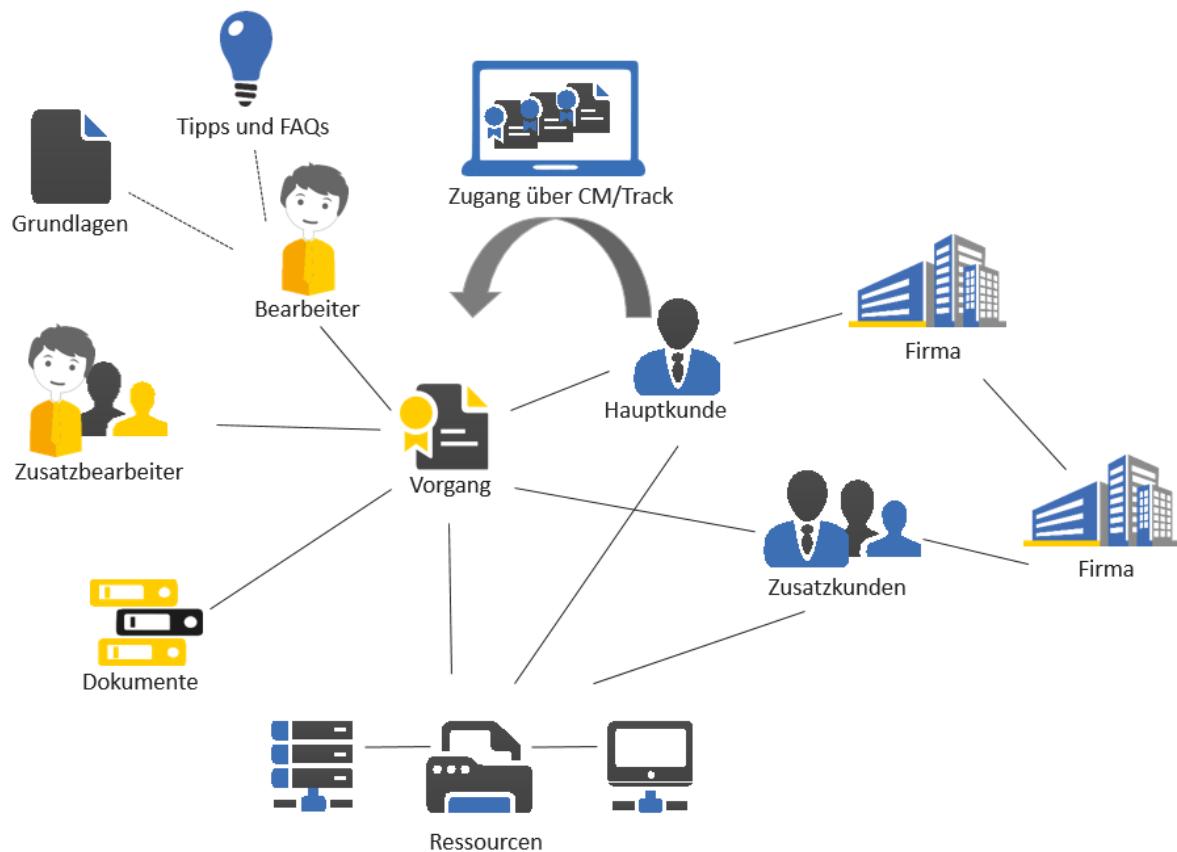 Tipps und FAQs
Zugang über CM/Track
Grundlagen
Bearbeiter
Firma
Hauptkunde
Zusatzbearbeiter
Vorgang
Zusatzkunden
Firma
Dokumente
Ressourcen